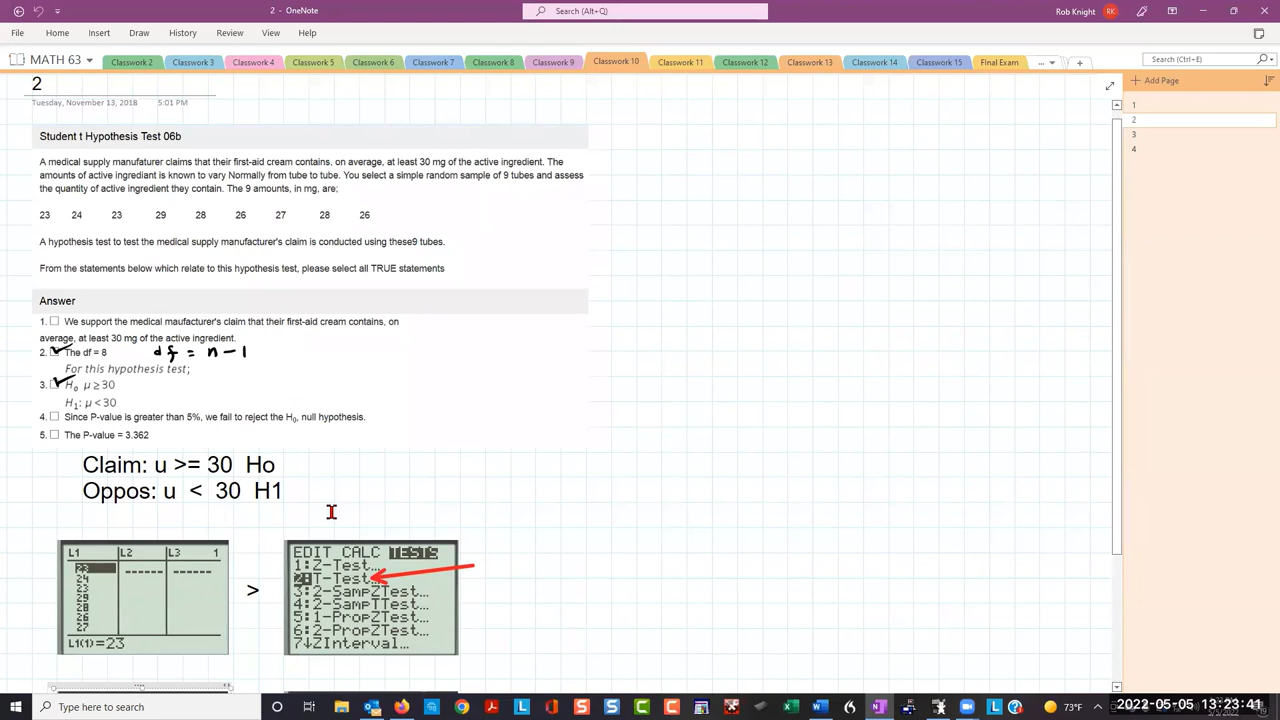 2 - OneNote
Search (Alt+Q)
Rob Knight
RK
File Home Insert Draw History Review View Help
MATH 63
Classwork 2 Classwork 3 Classwork 4 Classwork 5 Classwork 6 Classwork 7 Classwork 8 Classwork 9 Classwork 10 Classwork 11 Classwork 12 Classwork 13 Classwork 14 Classwork 15 Final Exam ... +
Search (Ctrl+E)
Add Page
1
2
3
4
2
Tuesday, November 13, 2018 5:01 PM
Student t Hypothesis Test 06b
A medical supply manufaturer claims that their first-aid cream contains, on average, at least 30 mg of the active ingredient. The
amounts of active ingrediant is known to vary Normally from tube to tube. You select a simple random sample of 9 tubes and assess
the quantity of active ingredient they contain. The 9 amounts, in mg, are;
23 24 23 29 28 26 27 28 26
A hypothesis test to test the medical supply manufacturer's claim is conducted using these9 tubes.
From the statements below which relate to this hypothesis test, please select all TRUE statements
Answer
1. We support the medical maufacturer's claim that their first-aid cream contains, on
average, at least 30 mg of the active ingredient.
2. The df = 8 df = n - 1
For this hypothesis test;
3. H₀ μ ≥ 30
H₁: μ < 30
4. Since P-value is greater than 5%, we fail to reject the H₀, null hypothesis.
5. The P-value = 3.362
Claim: u >= 30 Ho
Oppos: u < 30 H1
L1 L2 L3 1
23 ------ ------
24
23
29
28
26
27
L1(1)=23
>
EDIT CALC TESTS
1:Z-Test…
2:T-Test…
3:2-SampZTest…
4:2-SampTTest…
5:1-PropZTest…
6:2-PropZTest…
7↓ZInterval…
Type here to search
73°F
2022-05-05 19:23:41